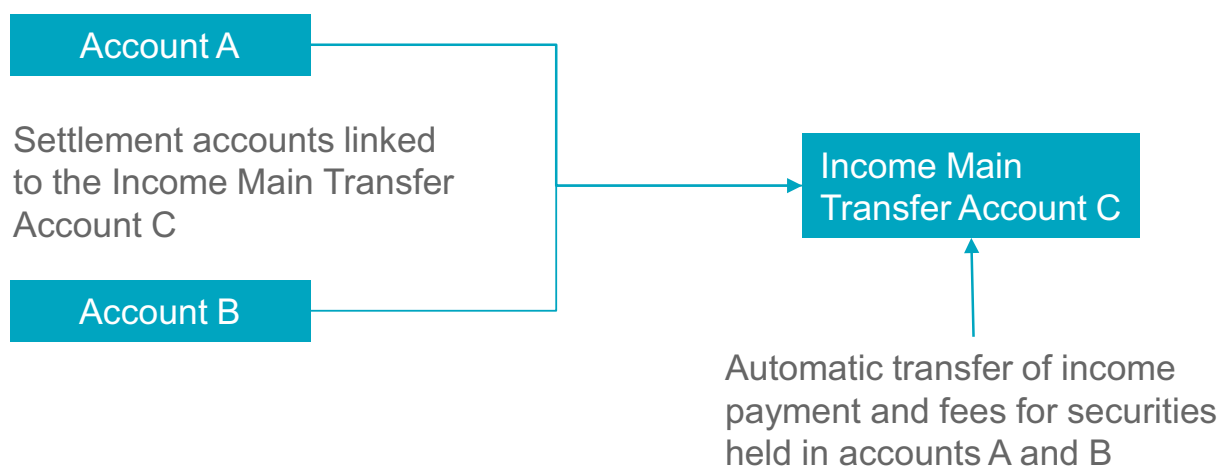 Account A
Settlement accounts linked
to the Income Main Transfer
Account C
Account B
Income Main
Transfer Account C
Automatic transfer of income
payment and fees for securities
held in accounts A and B